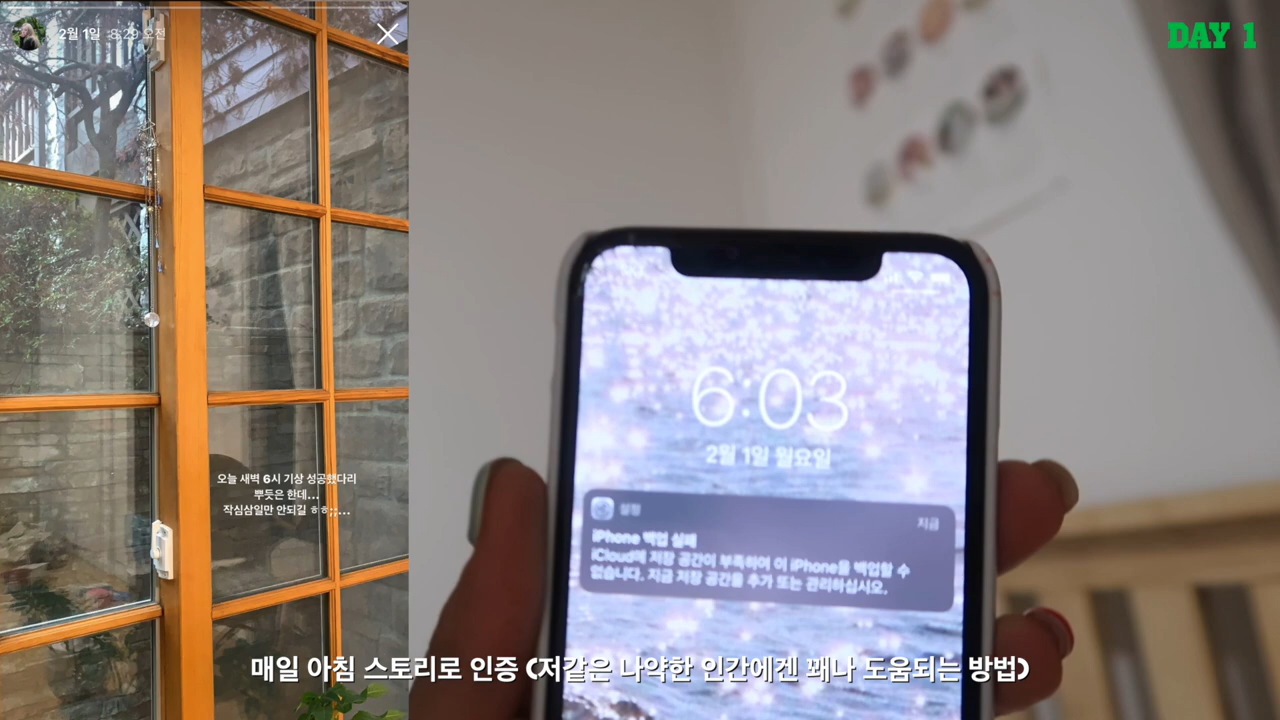 2월 1일 8:29 오전
DAY 1
6:03
2월 1일 월요일
설정
지금
iPhone 백업 실패
iCloud에 저장 공간이 부족하여 이 iPhone을 백업할 수
없습니다. 지금 저장 공간을 추가 또는 관리하십시오.
오늘 새벽 6시 기상 성공했다리
뿌듯은 한데...
작심삼일만 안되길 ㅎㅎ;;...
매일 아침 스토리로 인증 (저같은 나약한 인간에겐 꽤나 도움되는 방법)